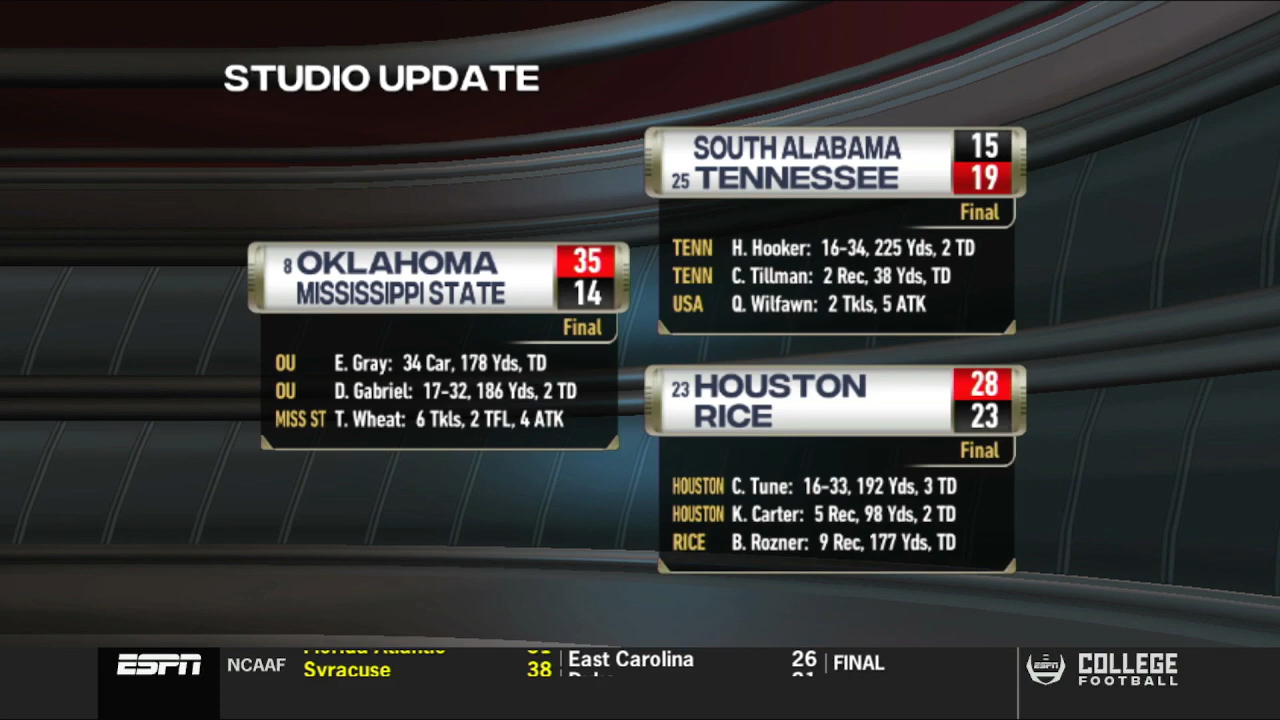 STUDIO UPDATE
8 OKLAHOMA 35
MISSISSIPPI STATE 14
Final
OU E. Gray: 34 Car, 178 Yds, TD
OU D. Gabriel: 17-32, 186 Yds, 2 TD
MISS ST T. Wheat: 6 Tkls, 2 TFL, 4 ATK
SOUTH ALABAMA 15
25 TENNESSEE 19
Final
TENN H. Hooker: 16-34, 225 Yds, 2 TD
TENN C. Tillman: 2 Rec, 38 Yds, TD
USA Q. Wilfawn: 2 Tkls, 5 ATK
23 HOUSTON 28
RICE 23
Final
HOUSTON C. Tune: 16-33, 192 Yds, 3 TD
HOUSTON K. Carter: 5 Rec, 98 Yds, 2 TD
RICE B. Rozner: 9 Rec, 177 Yds, TD
ESPN NCAAF
Florida Atlantic
Syracuse 38
East Carolina 26 FINAL
ESPN COLLEGE
FOOTBALL